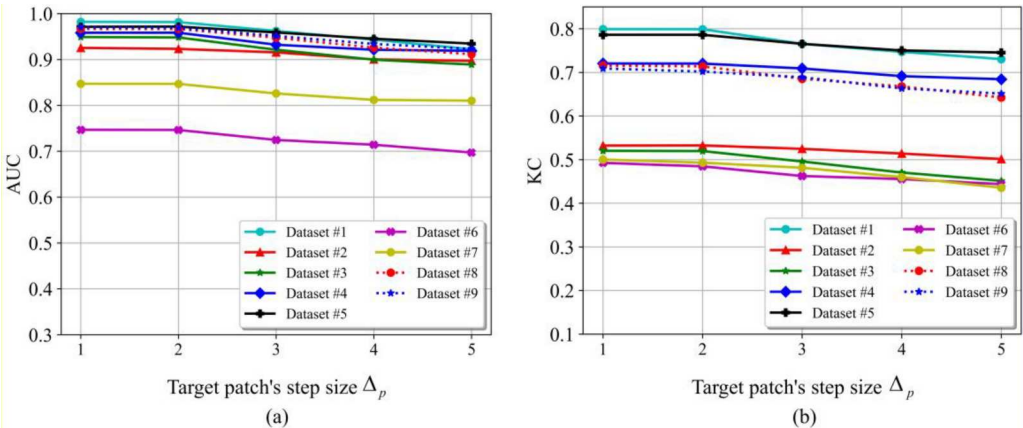 1.0
0.9
0.8
0.7
0.6
0.5
0.4
0.3
AUC
1 2 3 4 5
Dataset #1
Dataset #2
Dataset #3
Dataset #4
Dataset #5
Dataset #6
Dataset #7
Dataset #8
Dataset #9
Target patch's step size Δp
(a)
0.8
0.7
0.6
0.5
0.4
0.3
0.2
0.1
KC
1 2 3 4 5
Dataset #1
Dataset #2
Dataset #3
Dataset #4
Dataset #5
Dataset #6
Dataset #7
Dataset #8
Dataset #9
Target patch's step size Δp
(b)